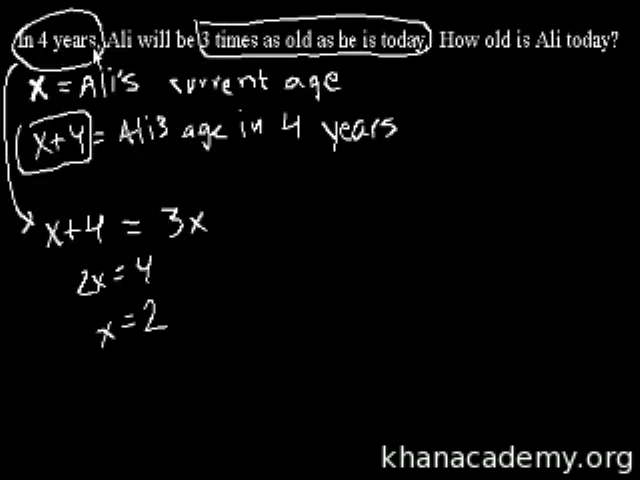 In 4 years, Ali will be 3 times as old as he is today. How old is Ali today?
x = Ali's current age
x+4 = Ali's age in 4 years
x+4 = 3x
2x = 4
x = 2
khanacademy.org